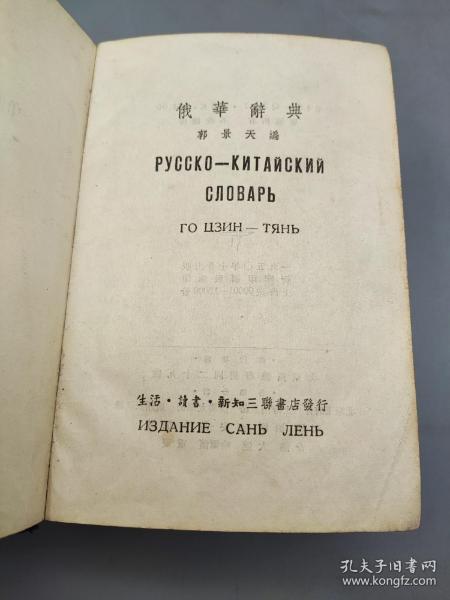 俄華辭典
郭景天編
РУССКО—КИТАЙСКИЙ
СЛОВАРЬ
ГО ЦЗИН — ТЯНЬ
生活·讀書·新知三聯書店發行
ИЗДАНИЕ САНЬ ЛЕНЬ
孔夫子旧书网
www.kongfz.com